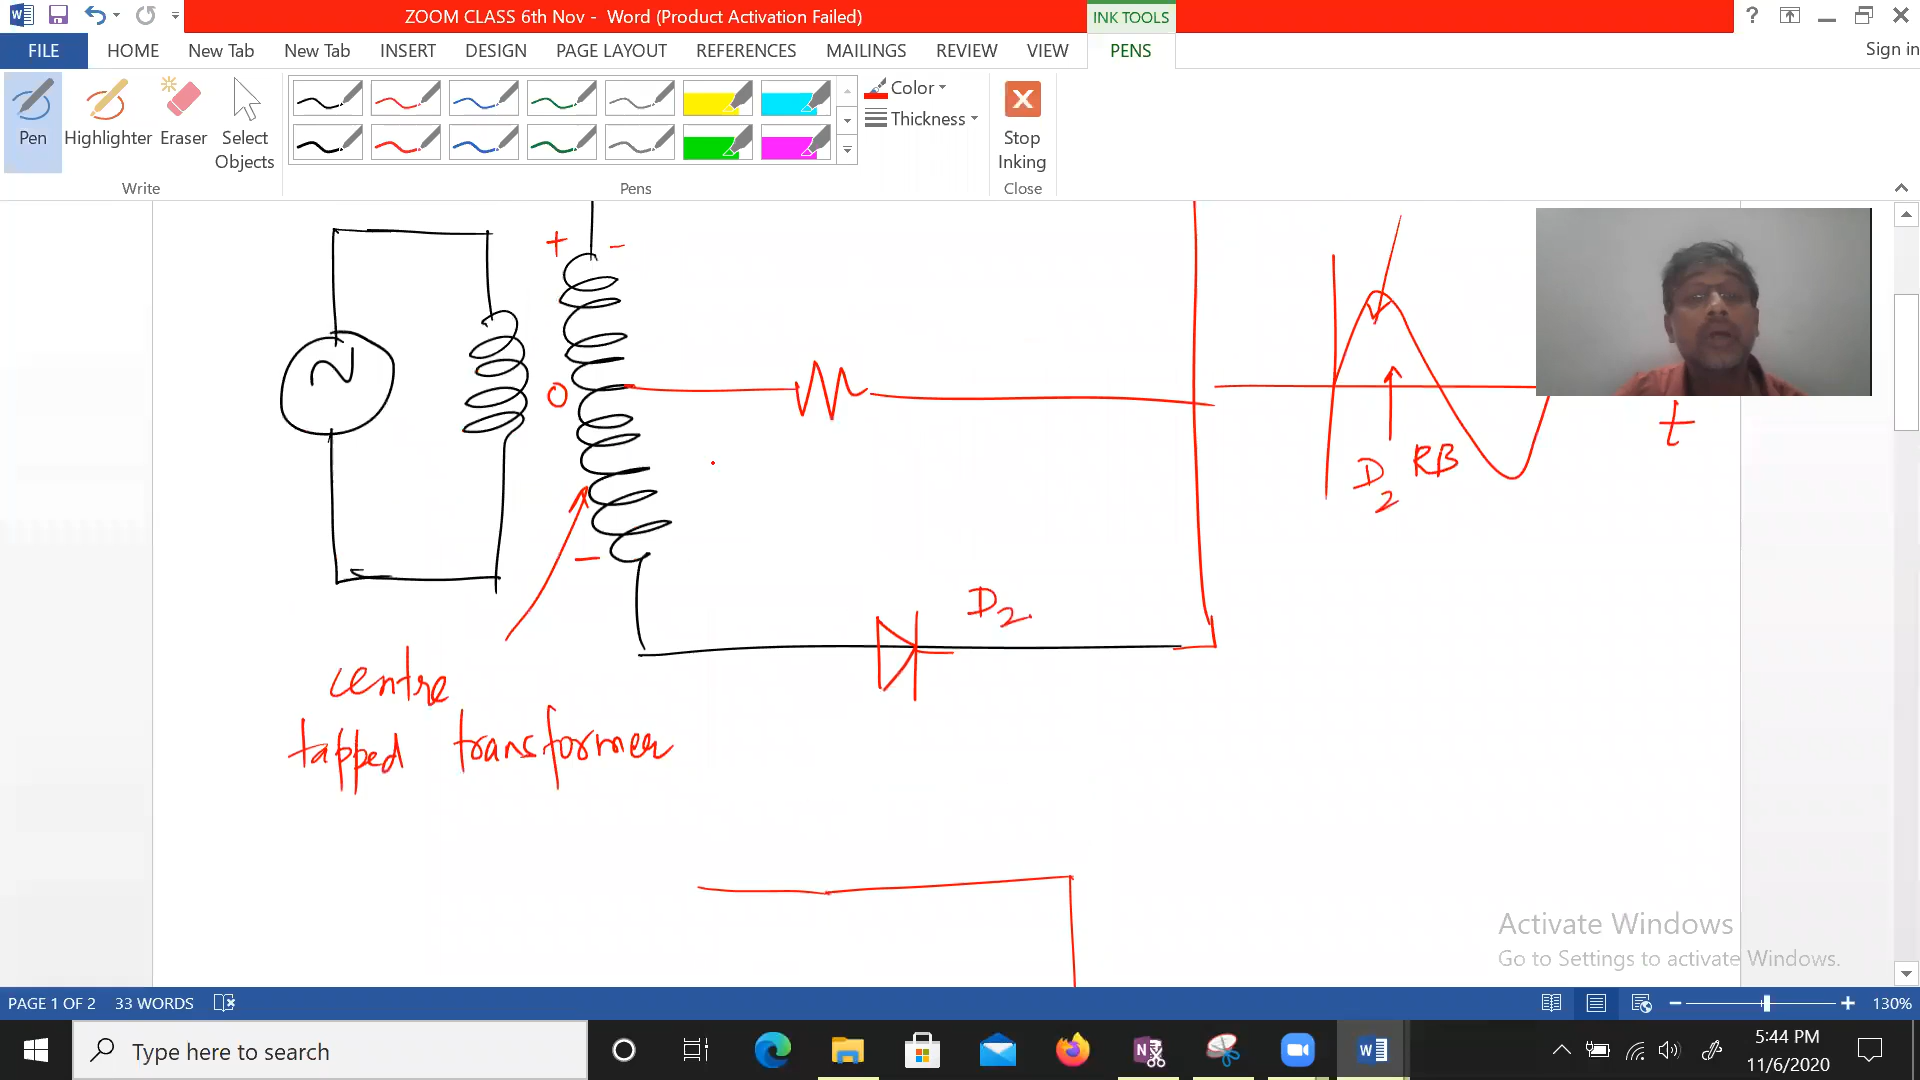 ZOOM CLASS 6th Nov - Word (Product Activation Failed)
INK TOOLS
?
FILE
HOME
New Tab
New Tab
INSERT
DESIGN
PAGE LAYOUT
REFERENCES
MAILINGS
REVIEW
VIEW
PENS
Sign in
Pen
Highlighter
Eraser
Select Objects
Color
Thickness
Stop Inking
Write
Pens
Close
+ -
0
-
D2
D2 RB
t
centre
tapped transformer
Activate Windows
Go to Settings to activate Windows.
PAGE 1 OF 2
33 WORDS
130%
Type here to search
5:44 PM
11/6/2020